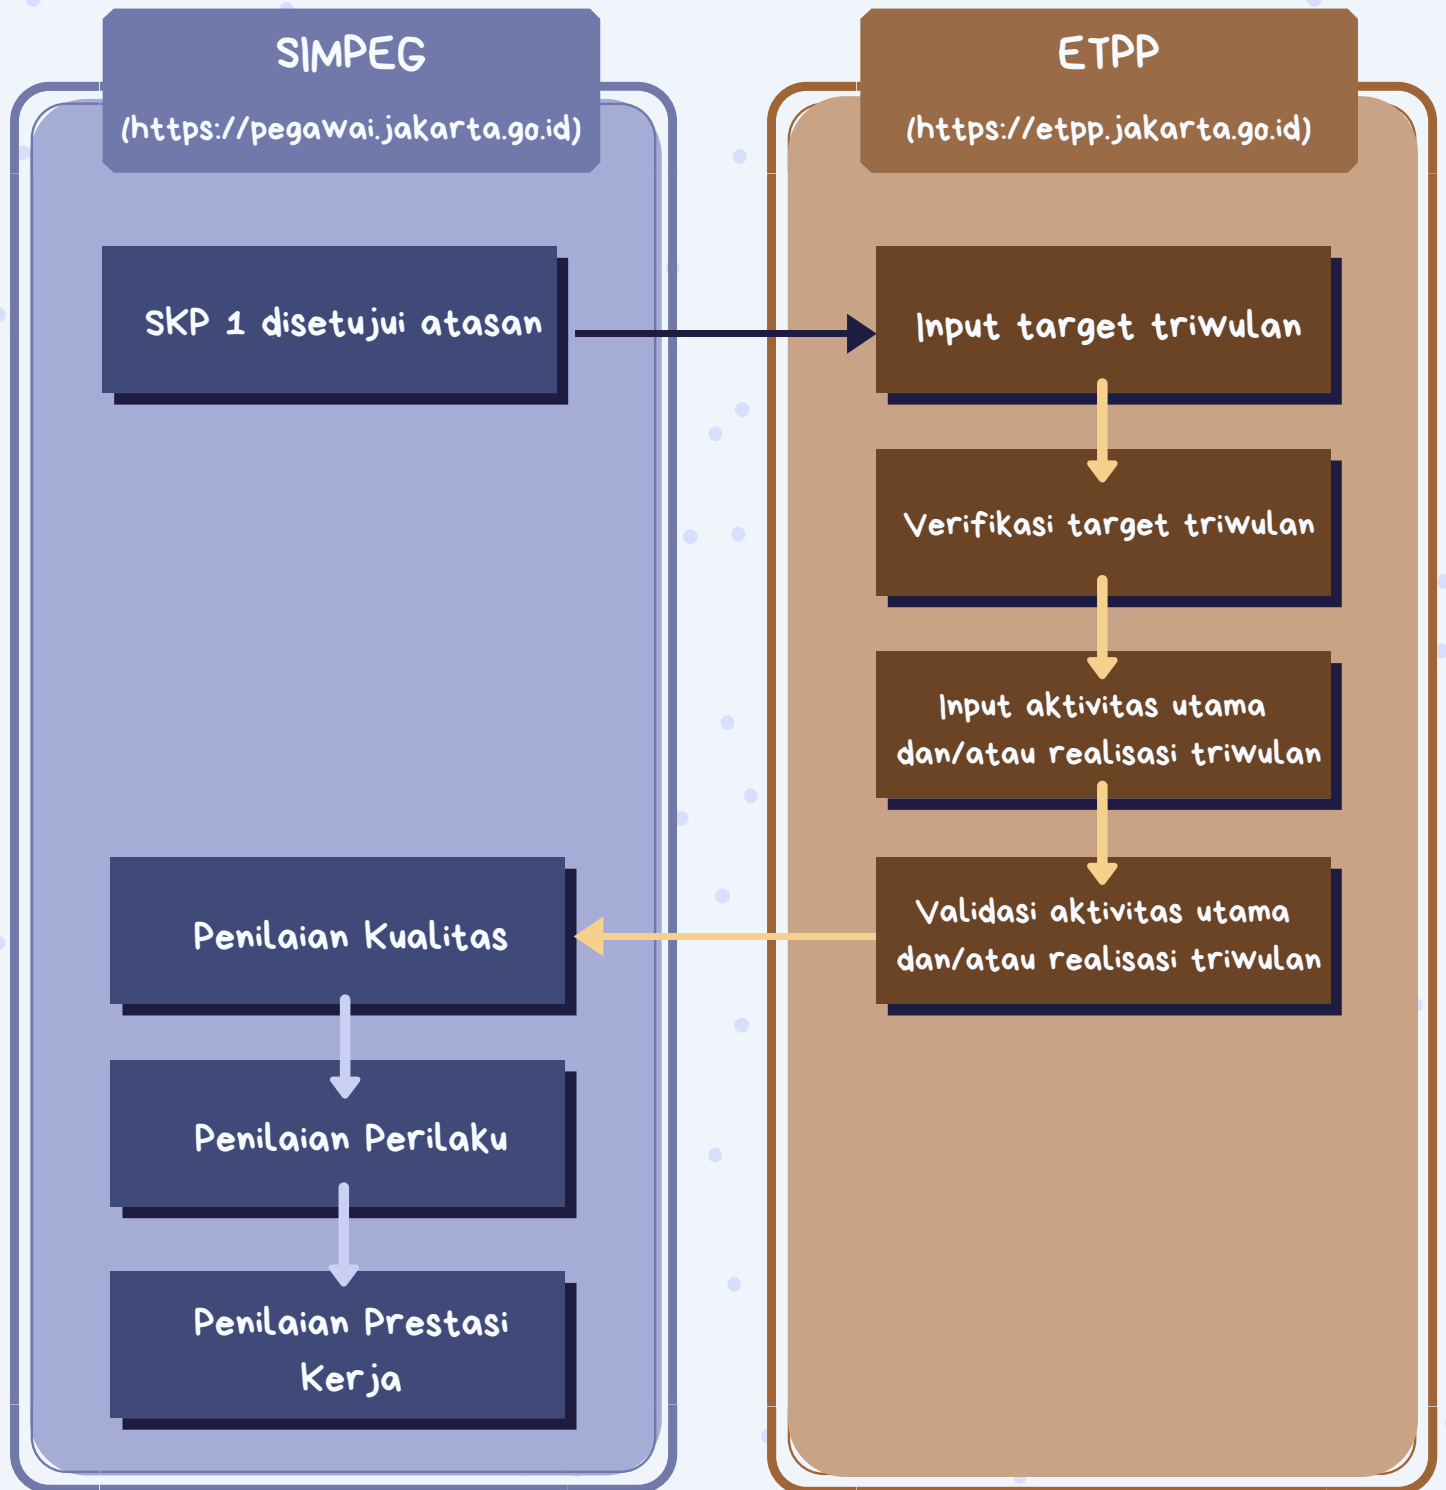 SIMPEG
(https://pegawai.jakarta.go.id)
ETPP
(https://etpp.jakarta.go.id)
SKP 1 disetujui atasan
Input target triwulan
Verifikasi target triwulan
Input aktivitas utama
dan/atau realisasi triwulan
Validasi aktivitas utama
dan/atau realisasi triwulan
Penilaian Kualitas
Penilaian Perilaku
Penilaian Prestasi
Kerja